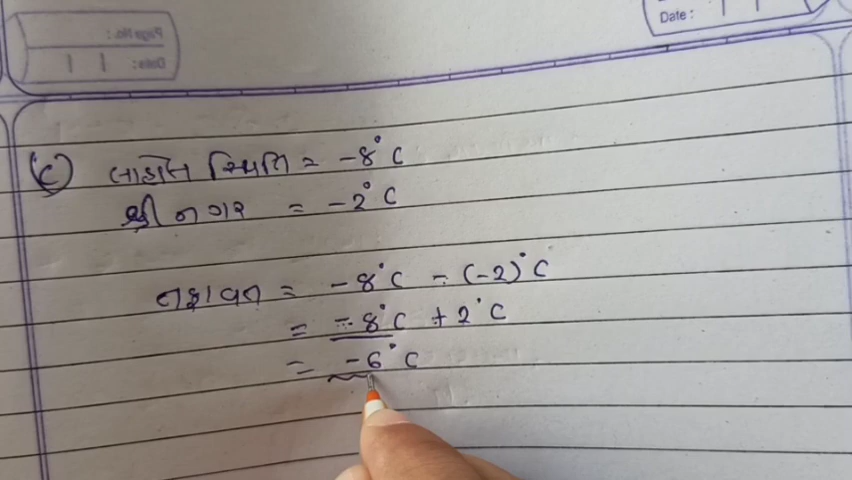 Date :
(c) લાહોલ સ્પિતિ = -8°C
શ્રીનગર = -2°C
તફાવત = -8°C - (-2)°C
= -8°C + 2°C
= -6°C